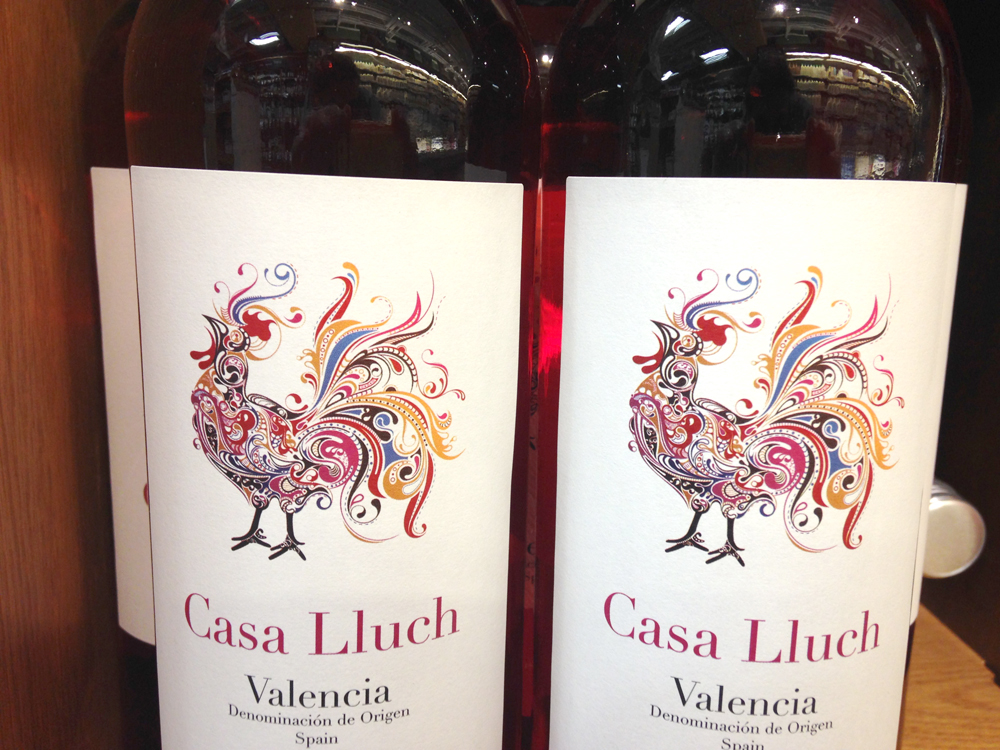 Casa Lluch
Valencia
Denominación de Origen
Spain
Casa Lluch
Valencia
Denominación de Origen
Spain